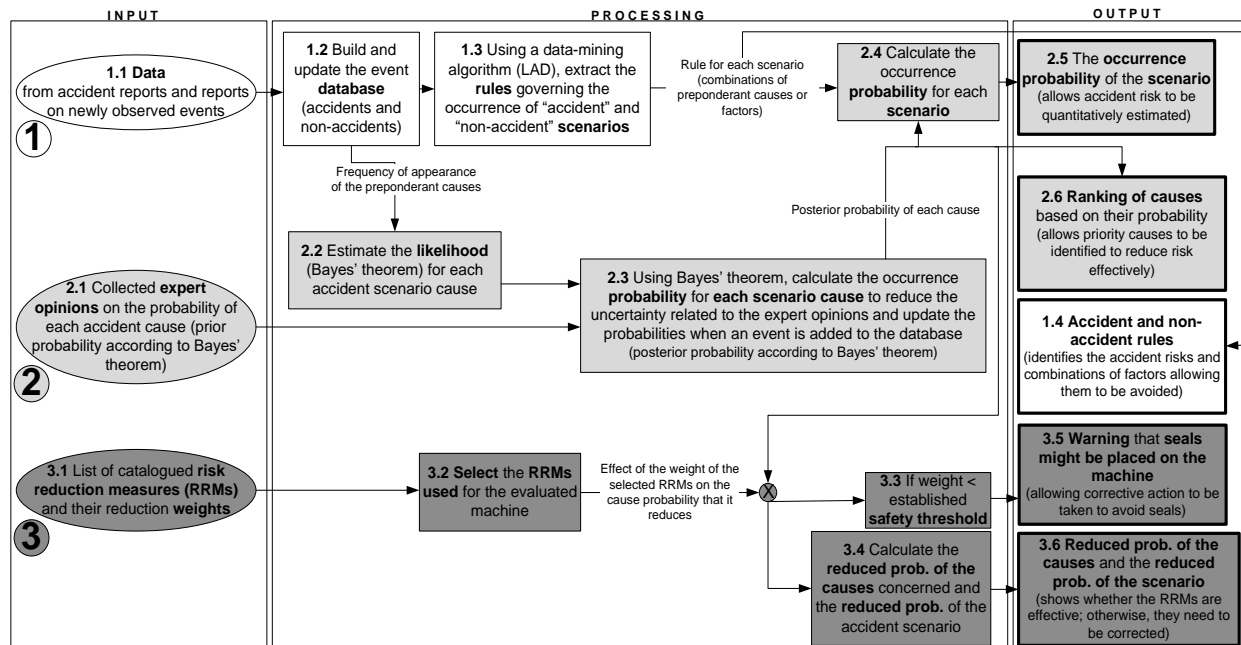 INPUT
PROCESSING
OUTPUT
1.1 Data
from accident reports and reports
on newly observed events
1
1.2 Build and
update the event
database
(accidents and
non-accidents)
1.3 Using a data-mining
algorithm (LAD), extract the
rules governing the
occurrence of “accident” and
“non-accident” scenarios
Rule for each scenario
(combinations of
preponderant causes or
factors)
2.4 Calculate the
occurrence
probability for each
scenario
2.5 The occurrence
probability of the scenario
(allows accident risk to be
quantitatively estimated)
Frequency of appearance
of the preponderant causes
Posterior probability of each cause
2.6 Ranking of causes
based on their probability
(allows priority causes to be
identified to reduce risk
effectively)
2.1 Collected expert
opinions on the probability of
each accident cause (prior
probability according to Bayes’
theorem)
2
2.2 Estimate the likelihood
(Bayes’ theorem) for each
accident scenario cause
2.3 Using Bayes’ theorem, calculate the occurrence
probability for each scenario cause to reduce the
uncertainty related to the expert opinions and update the
probabilities when an event is added to the database
(posterior probability according to Bayes’ theorem)
1.4 Accident and non-
accident rules
(identifies the accident risks and
combinations of factors allowing
them to be avoided)
3.1 List of catalogued risk
reduction measures (RRMs)
and their reduction weights
3
3.2 Select the RRMs
used for the evaluated
machine
Effect of the weight of the
selected RRMs on the
cause probability that it
reduces
X
3.3 If weight <
established
safety threshold
3.5 Warning that seals
might be placed on the
machine
(allowing corrective action to be
taken to avoid seals)
3.4 Calculate the
reduced prob. of the
causes concerned and
the reduced prob. of the
accident scenario
3.6 Reduced prob. of the
causes and the reduced
prob. of the scenario
(shows whether the RRMs are
effective; otherwise, they need to
be corrected)